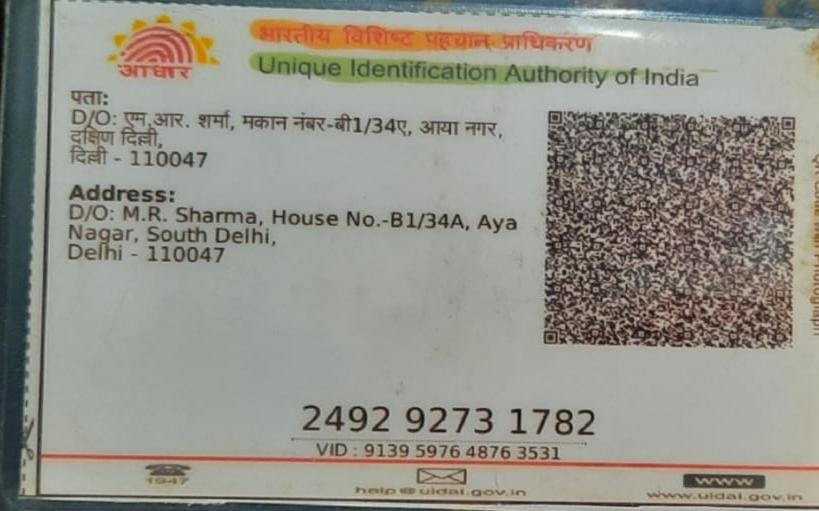 भारतीय विशिष्ट पहचान प्राधिकरण
आधार
Unique Identification Authority of India
पता:
D/O: एम.आर. शर्मा, मकान नंबर-बी1/34ए, आया नगर,
दक्षिण दिल्ली,
दिल्ली - 110047
Address:
D/O: M.R. Sharma, House No.-B1/34A, Aya
Nagar, South Delhi,
Delhi - 110047
2492 9273 1782
VID : 9139 5976 4876 3531
1947
help@uidai.gov.in
www
www.uidai.gov.in